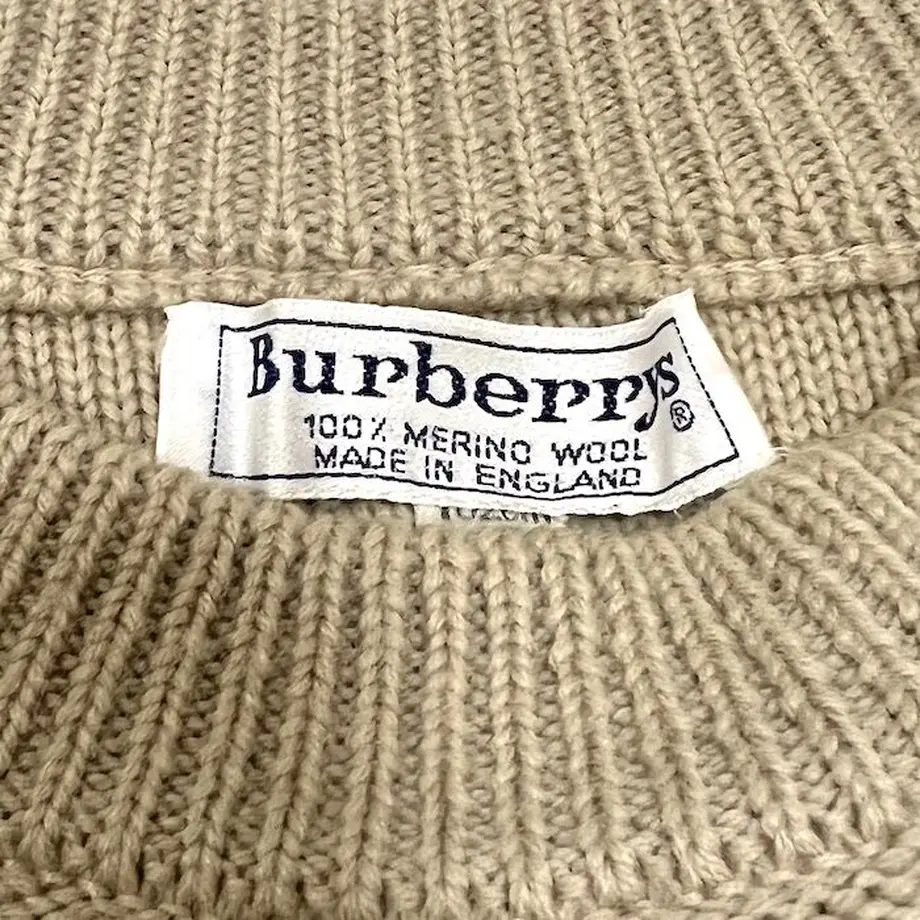 Burberrys®
100% MERINO WOOL
MADE IN ENGLAND